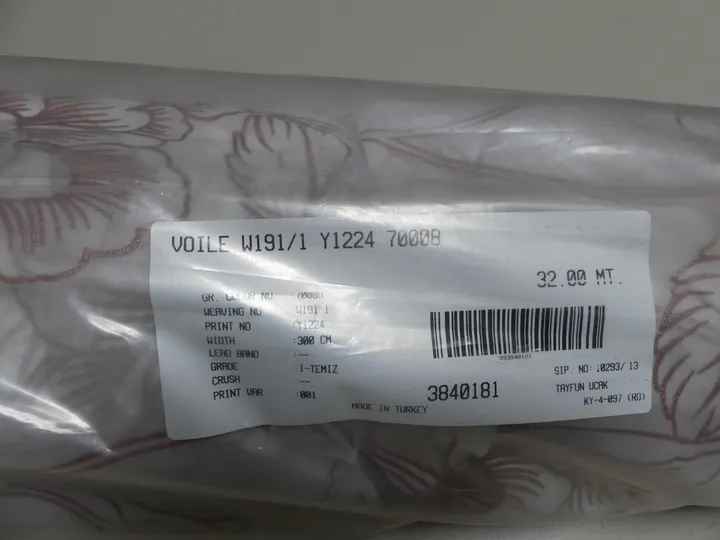 VOILE W191/1 Y1224 70008
32.00 MT.
GR. COLOR NO :70008
WEAVING NO :W191/1
PRINT NO :Y1224
WIDTH :300 CM.
LEAD BAND :--
GRADE 1-TEMIZ
CRUSH :--
PRINT VAR :001
3840181
SIP. NO: 10293/13
TAYFUN UCAK
KY-4-097 (RO)
MADE IN TURKEY